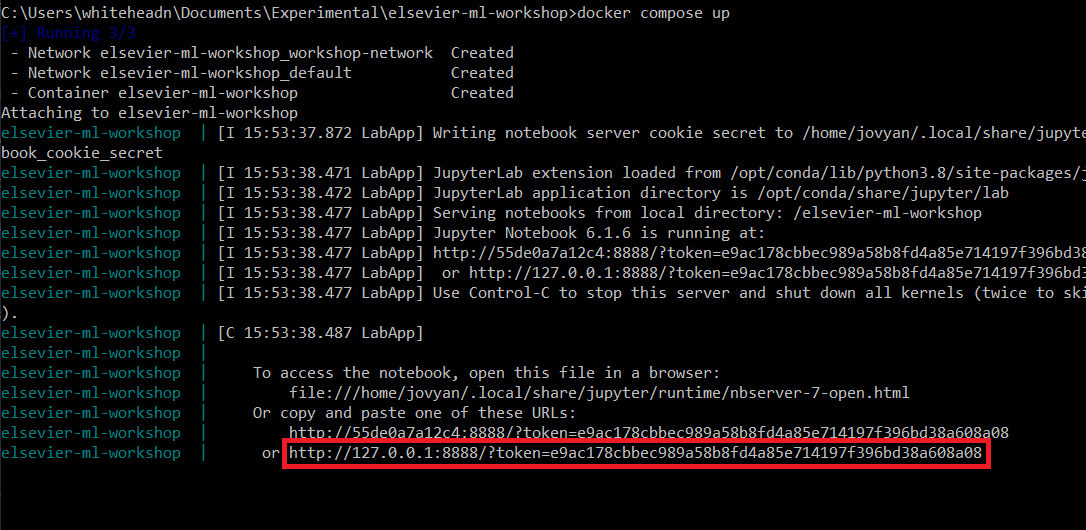 C:\Users\whiteheadn\Documents\Experimental\elsevier-ml-workshop>docker compose up
[+] Running 3/3
 - Network elsevier-ml-workshop_workshop-network  Created
 - Network elsevier-ml-workshop_default           Created
 - Container elsevier-ml-workshop                 Created
Attaching to elsevier-ml-workshop
elsevier-ml-workshop  | [I 15:53:37.872 LabApp] Writing notebook server cookie secret to /home/jovyan/.local/share/jupyte
book_cookie_secret
elsevier-ml-workshop  | [I 15:53:38.471 LabApp] JupyterLab extension loaded from /opt/conda/lib/python3.8/site-packages/j
elsevier-ml-workshop  | [I 15:53:38.472 LabApp] JupyterLab application directory is /opt/conda/share/jupyter/lab
elsevier-ml-workshop  | [I 15:53:38.477 LabApp] Serving notebooks from local directory: /elsevier-ml-workshop
elsevier-ml-workshop  | [I 15:53:38.477 LabApp] Jupyter Notebook 6.1.6 is running at:
elsevier-ml-workshop  | [I 15:53:38.477 LabApp] http://55de0a7a12c4:8888/?token=e9ac178cbbec989a58b8fd4a85e714197f396bd38
elsevier-ml-workshop  | [I 15:53:38.477 LabApp]  or http://127.0.0.1:8888/?token=e9ac178cbbec989a58b8fd4a85e714197f396bd3
elsevier-ml-workshop  | [I 15:53:38.477 LabApp] Use Control-C to stop this server and shut down all kernels (twice to ski
).
elsevier-ml-workshop  | [C 15:53:38.487 LabApp]
elsevier-ml-workshop  |
elsevier-ml-workshop  |     To access the notebook, open this file in a browser:
elsevier-ml-workshop  |         file:///home/jovyan/.local/share/jupyter/runtime/nbserver-7-open.html
elsevier-ml-workshop  |     Or copy and paste one of these URLs:
elsevier-ml-workshop  |         http://55de0a7a12c4:8888/?token=e9ac178cbbec989a58b8fd4a85e714197f396bd38a608a08
elsevier-ml-workshop  |      or http://127.0.0.1:8888/?token=e9ac178cbbec989a58b8fd4a85e714197f396bd38a608a08